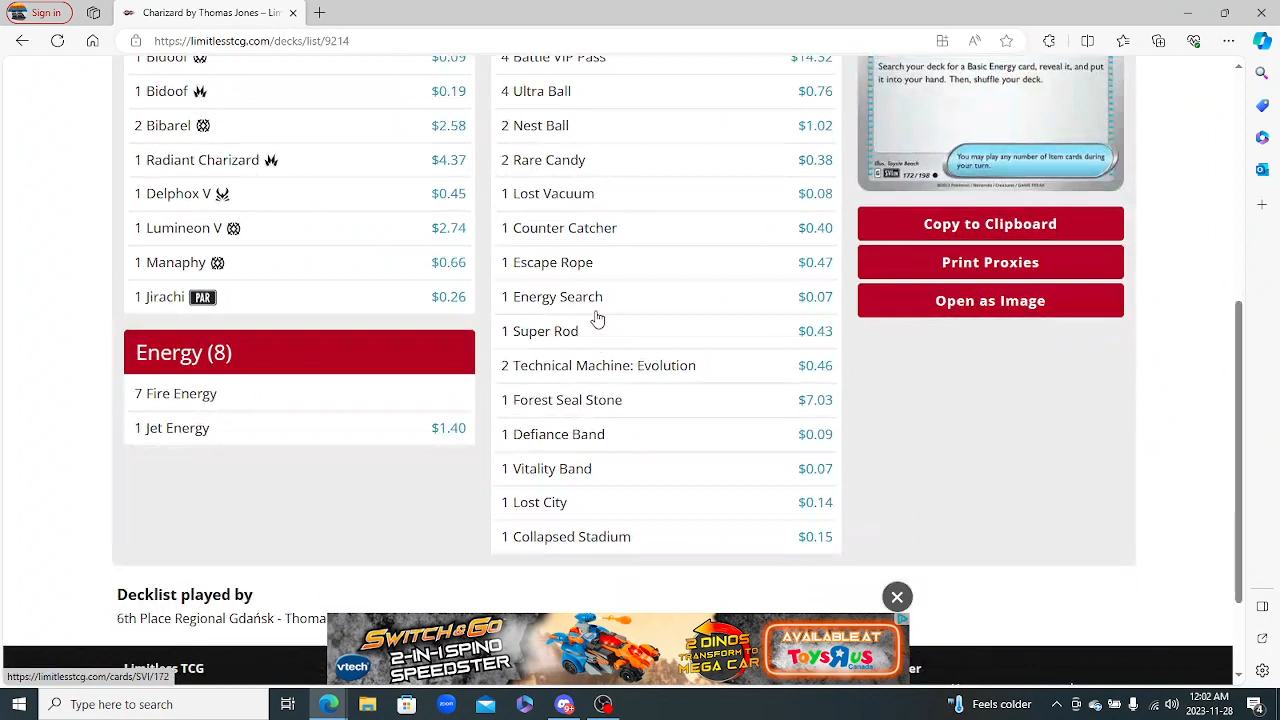 Sign in
Charizard by Thomas Jones – Lim
https://limitlesstcg.com/decks/list/9214
1 Bidoof $0.09
1 Bidoof $0.19
2 Bibarel $2.58
1 Radiant Charizard $4.37
1 Delphox V $0.45
1 Lumineon V $2.74
1 Manaphy $0.66
1 Jirachi PAR $0.26
Energy (8)
7 Fire Energy
1 Jet Energy $1.40
4 Battle VIP Pass $14.52
4 Ultra Ball $0.76
2 Nest Ball $1.02
2 Rare Candy $0.38
1 Lost Vacuum $0.08
1 Counter Catcher $0.40
1 Escape Rope $0.47
1 Energy Search $0.07
1 Super Rod $0.43
2 Technical Machine: Evolution $0.46
1 Forest Seal Stone $7.03
1 Defiance Band $0.09
1 Vitality Band $0.07
1 Lost City $0.14
1 Collapsed Stadium $0.15
Search your deck for a Basic Energy card, reveal it, and put
it into your hand. Then, shuffle your deck.
You may play any number of Item cards during
your turn.
172/198
Copy to Clipboard
Print Proxies
Open as Image
Decklist played by
6th Place Regional Gdańsk - Thoma
SWITCH & GO
2-IN-1 SPINO
SPEEDSTER
vtech
2 DINOS
TRANSFORM TO
MEGA CAR
AVAILABLE AT
TOYS R US
Canada
TCG
er
Type here to search
zoom
12:02 AM
2023-11-28